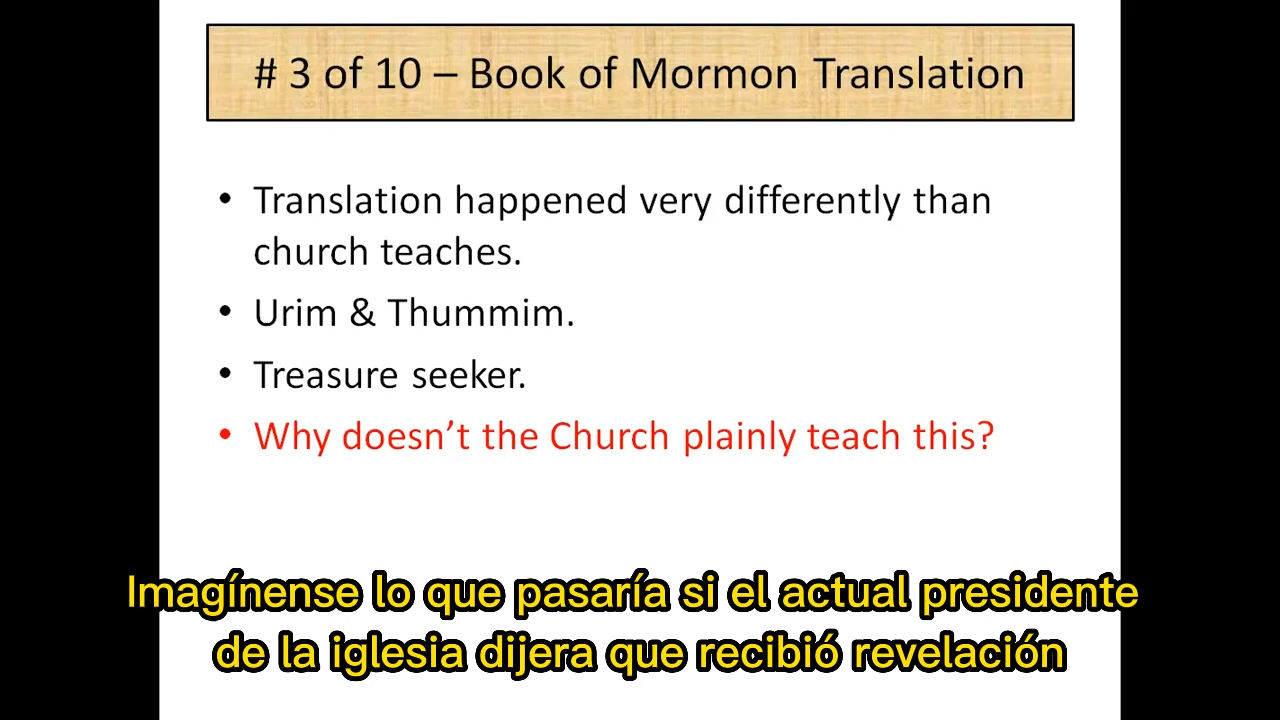 # 3 of 10 – Book of Mormon Translation
• Translation happened very differently than
church teaches.
• Urim & Thummim.
• Treasure seeker.
• Why doesn’t the Church plainly teach this?
Imagínense lo que pasaría si el actual presidente
de la iglesia dijera que recibió revelación